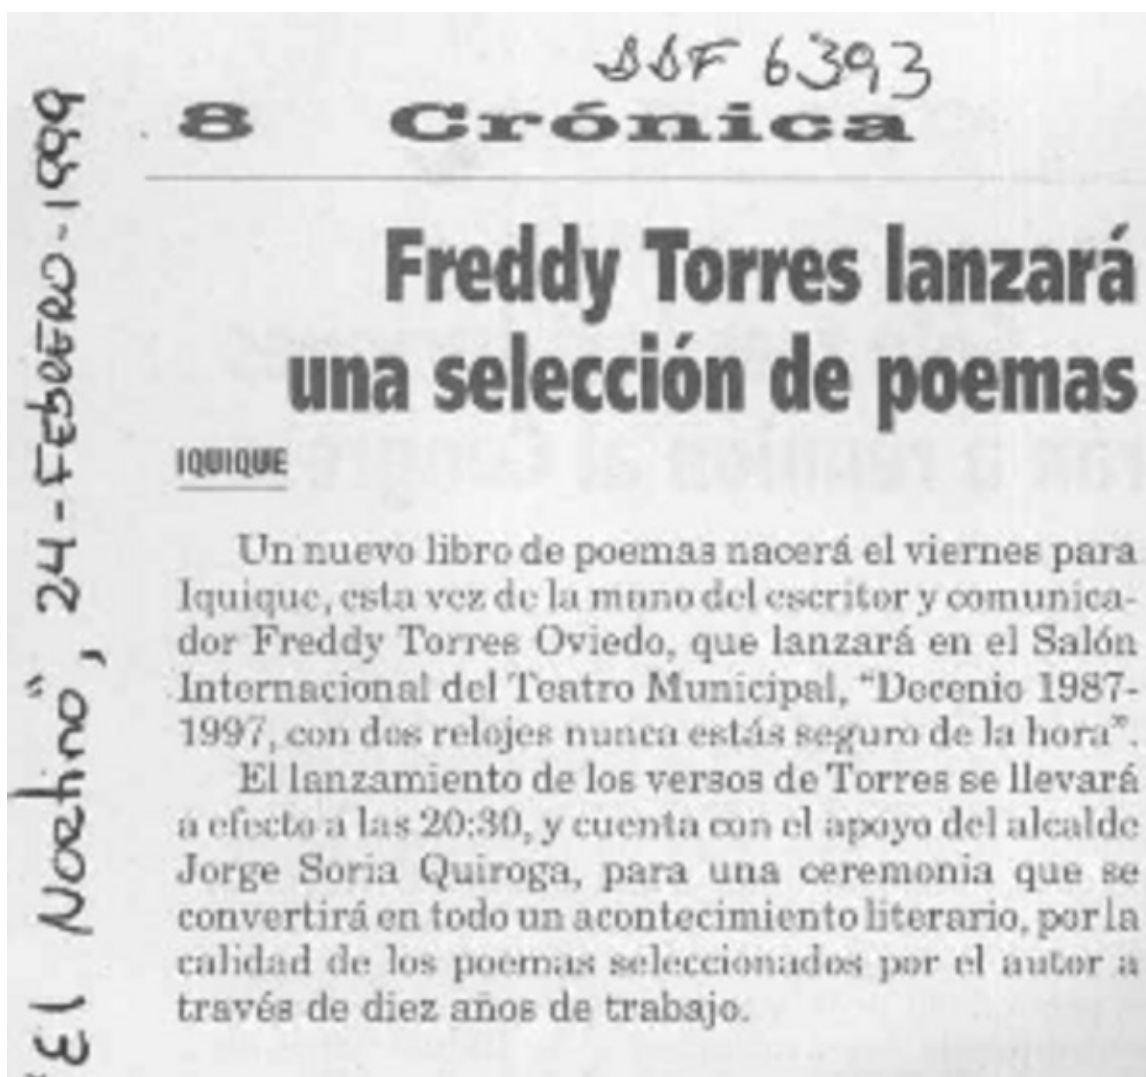 "El Nortino", 24-FEBRERO-1999
DDF 6393
8 Crónica
Freddy Torres lanzará
una selección de poemas
IQUIQUE
Un nuevo libro de poemas nacerá el viernes para
Iquique, esta vez de la mano del escritor y comunica-
dor Freddy Torres Oviedo, que lanzará en el Salón
Internacional del Teatro Municipal, “Decenio 1987-
1997, con dos relojes nunca estás seguro de la hora”.
El lanzamiento de los versos de Torres se llevará
a efecto a las 20:30, y cuenta con el apoyo del alcalde
Jorge Soria Quiroga, para una ceremonia que se
convertirá en todo un acontecimiento literario, por la
calidad de los poemas seleccionados por el autor a
través de diez años de trabajo.